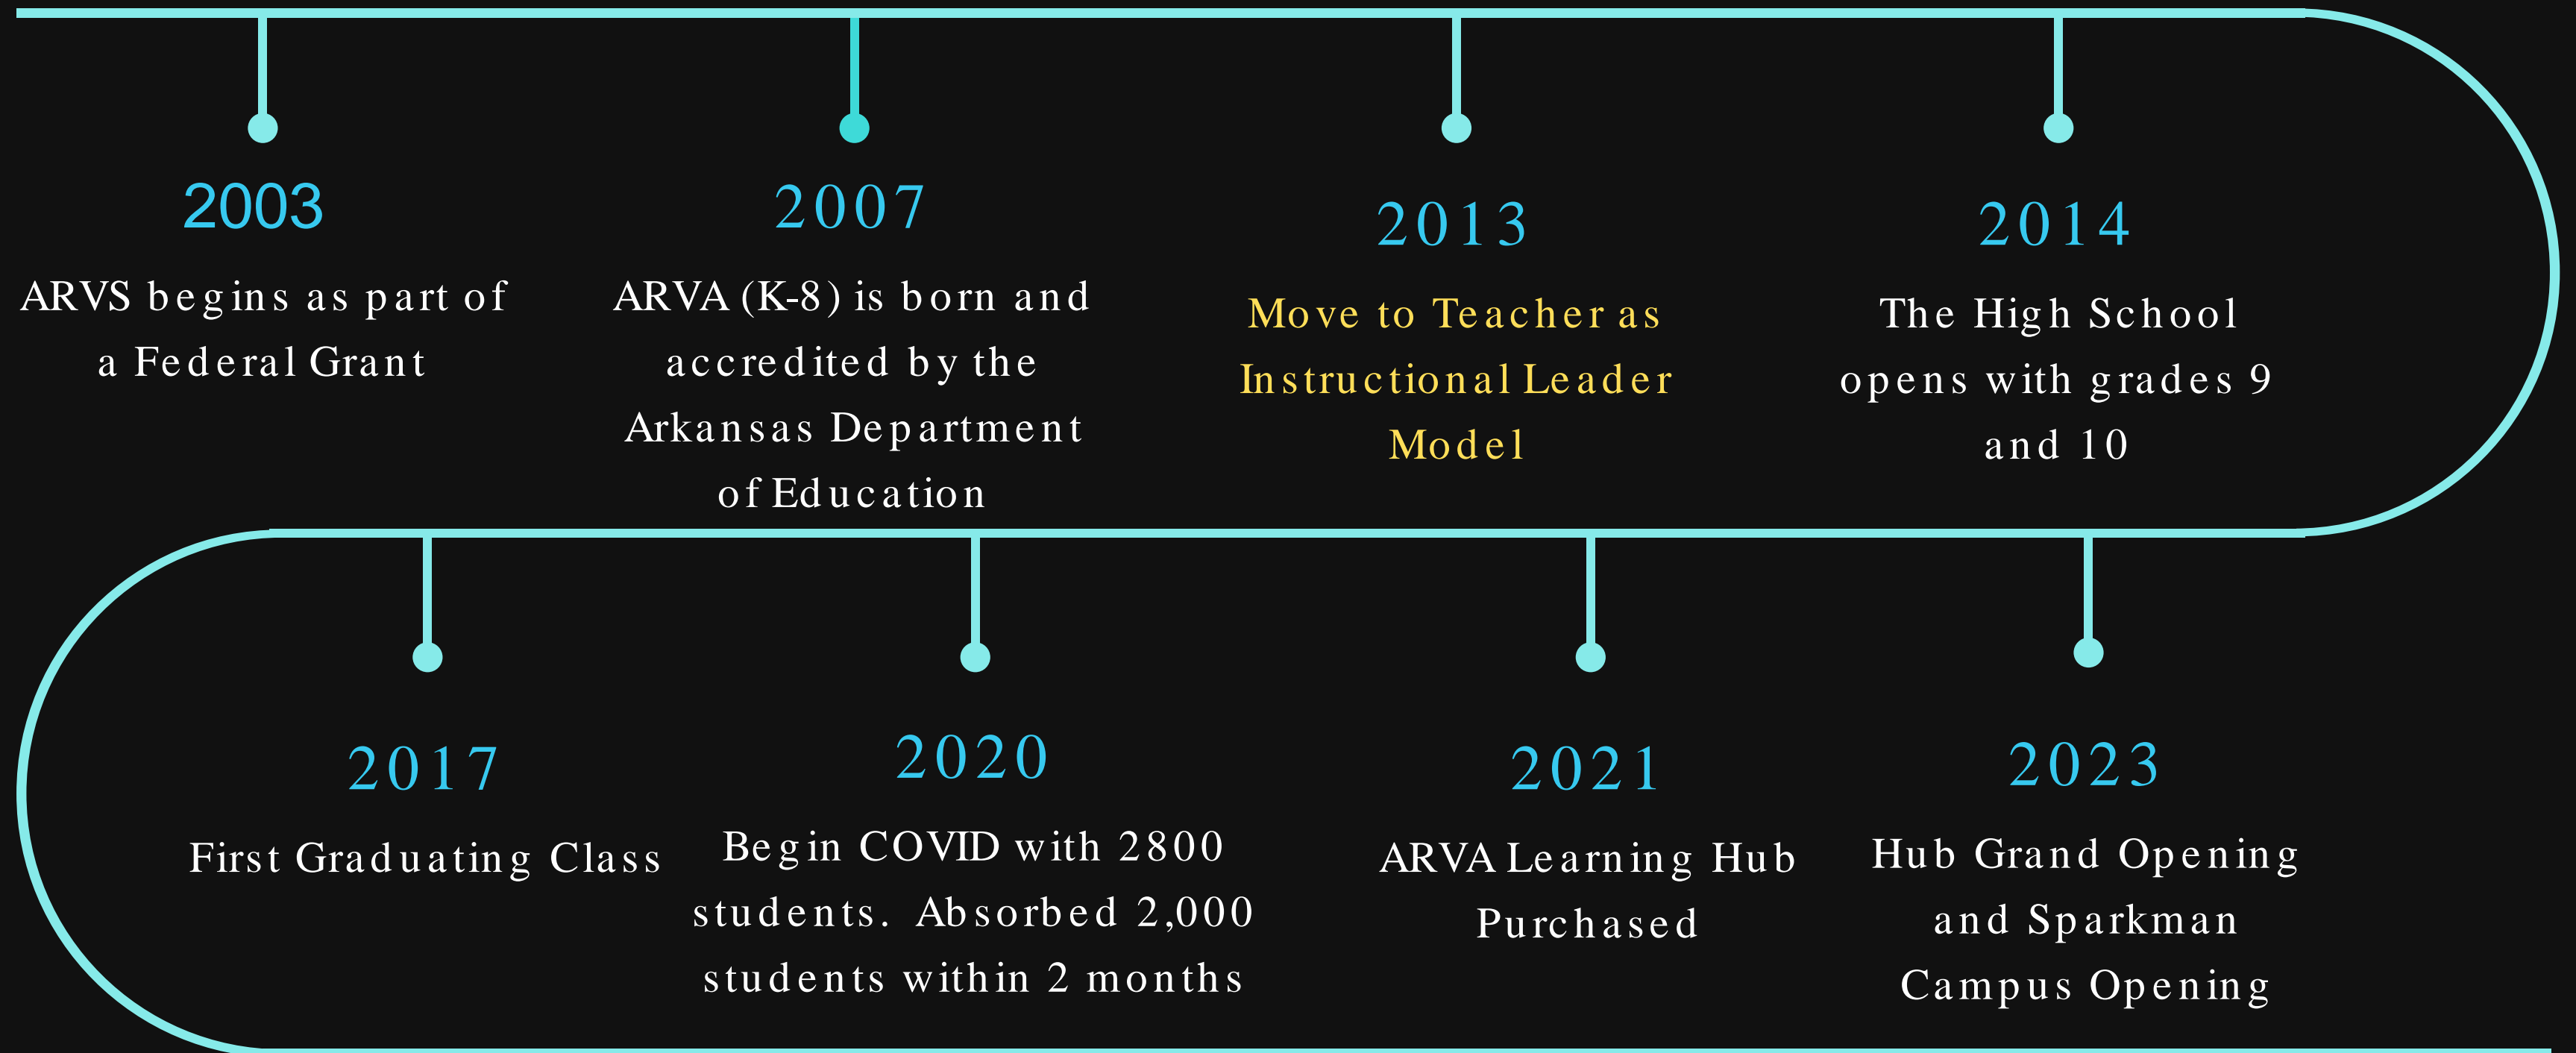 2003
ARVS begins as part of
a Federal Grant
2007
ARVA (K-8) is born and
accredited by the
Arkansas Department
of Education
2013
Move to Teacher as
Instructional Leader
Model
2014
The High School
opens with grades 9
and 10
2017
First Graduating Class
2020
Begin COVID with 2800
students. Absorbed 2,000
students within 2 months
2021
ARVA Learning Hub
Purchased
2023
Hub Grand Opening
and Sparkman
Campus Opening